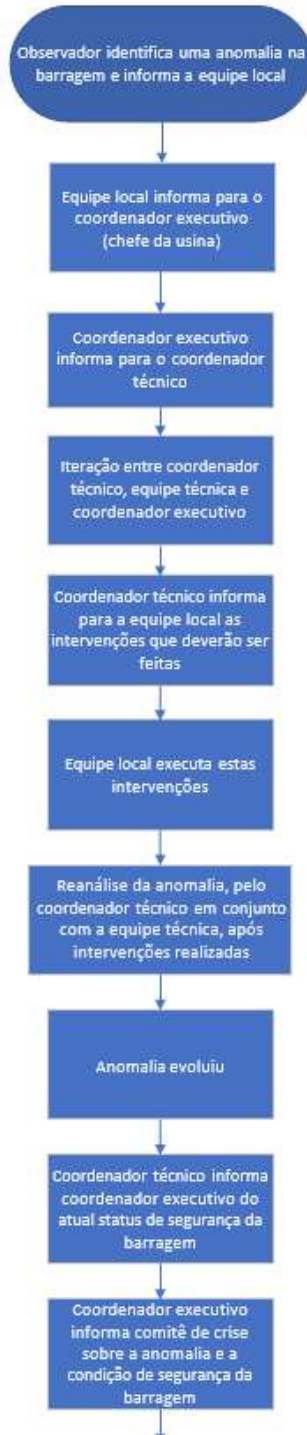 Observador identifica uma anomalia na
barragem e informa a equipe local
Equipe local informa para o
coordenador executivo
(chefe da usina)
Coordenador executivo
informa para o coordenador
técnico
Iteração entre coordenador
técnico, equipe técnica e
coordenador executivo
Coordenador técnico informa
para a equipe local as
intervenções que deverão ser
feitas
Equipe local executa estas
intervenções
Reanálise da anomalia, pelo
coordenador técnico em conjunto
com a equipe técnica, após
intervenções realizadas
Anomalia evoluiu
Coordenador técnico informa
coordenador executivo do
atual status de segurança da
barragem
Coordenador executivo
informa comitê de crise
sobre a anomalia e a
condição de segurança da
barragem